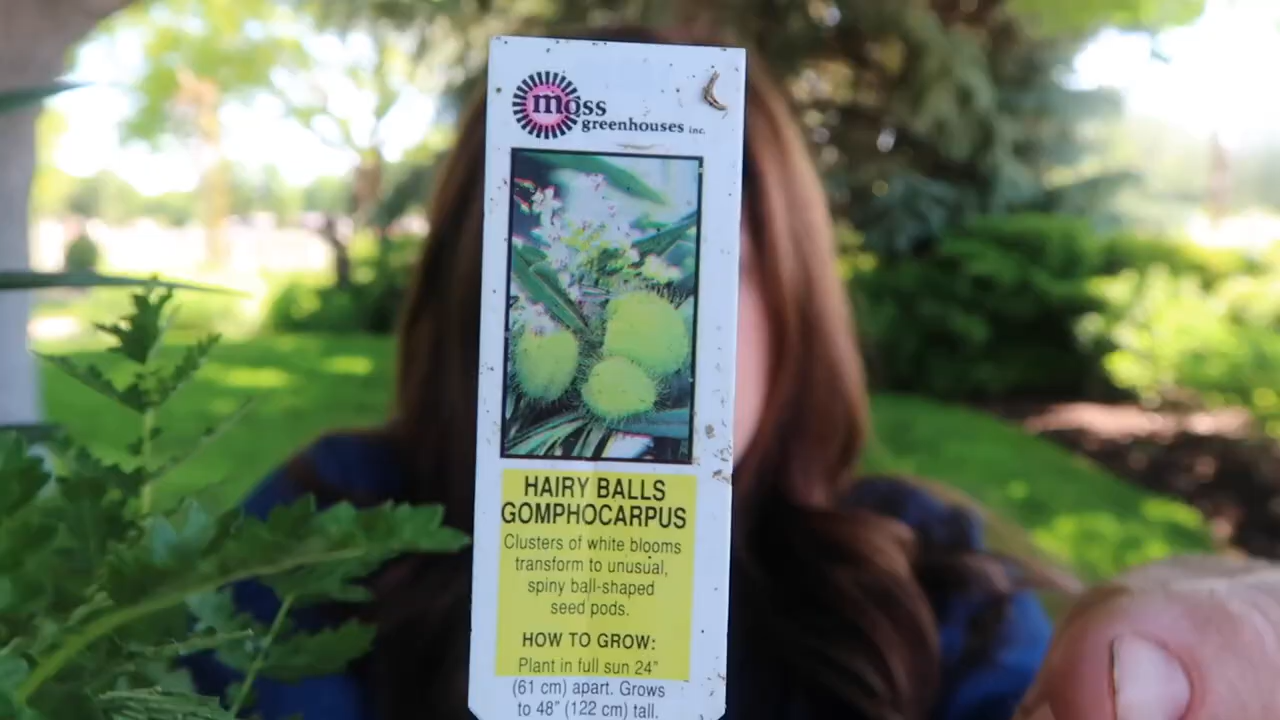 moss
greenhouses inc.
HAIRY BALLS
GOMPHOCARPUS
Clusters of white blooms
transform to unusual,
spiny ball-shaped
seed pods.
HOW TO GROW:
Plant in full sun 24"
(61 cm) apart. Grows
to 48" (122 cm) tall.